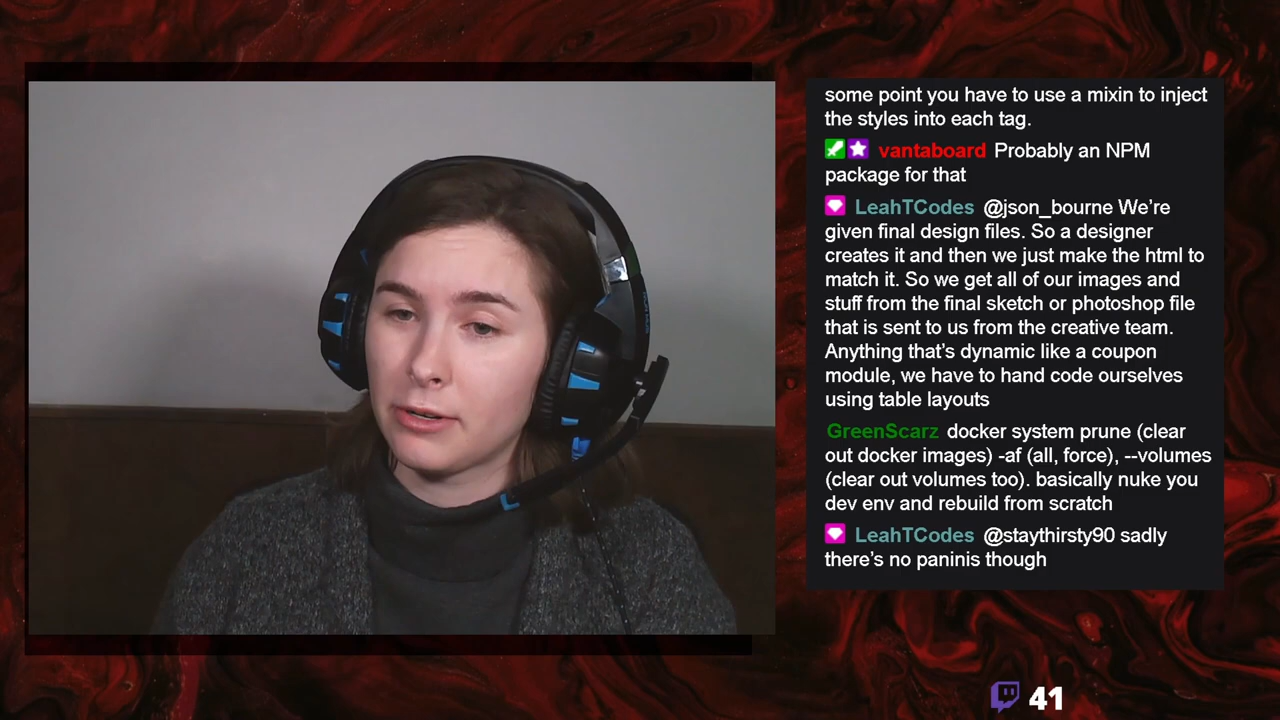 some point you have to use a mixin to inject
the styles into each tag.
vantaboard Probably an NPM
package for that
LeahTCodes @json_bourne We’re
given final design files. So a designer
creates it and then we just make the html to
match it. So we get all of our images and
stuff from the final sketch or photoshop file
that is sent to us from the creative team.
Anything that’s dynamic like a coupon
module, we have to hand code ourselves
using table layouts
GreenScarz docker system prune (clear
out docker images) -af (all, force), --volumes
(clear out volumes too). basically nuke you
dev env and rebuild from scratch
LeahTCodes @staythirsty90 sadly
there’s no paninis though
41